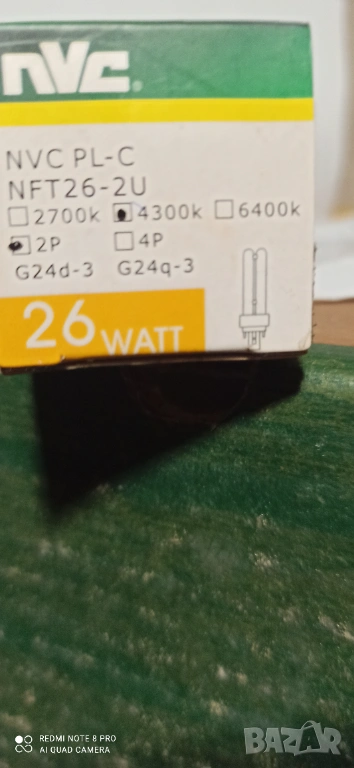 nvc
NVC PL-C
NFT26-2U
2700k 4300k 6400k
2P 4P
G24d-3 G24q-3
26 WATT
REDMI NOTE 8 PRO
AI QUAD CAMERA
BAZAR